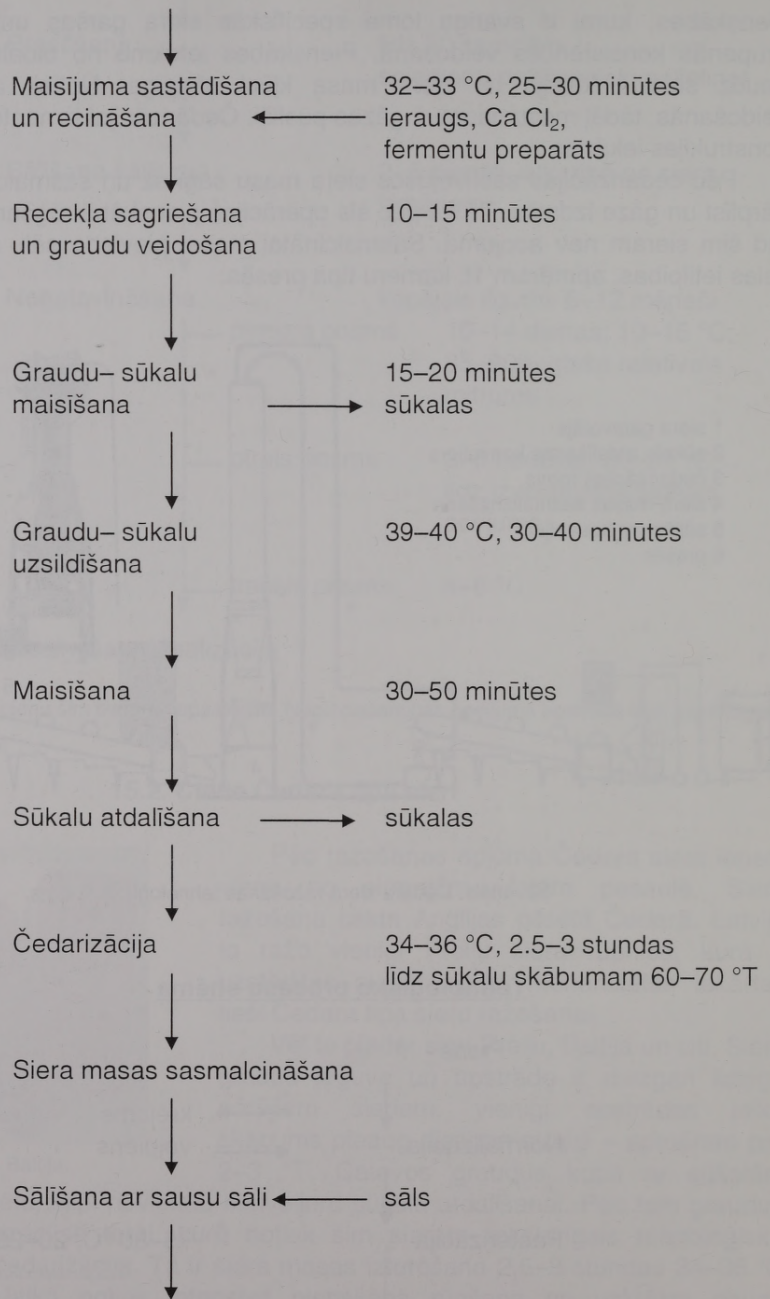 Maisījuma sastādīšana 32–33 °C, 25–30 minūtes
un recināšana ieraugs, Ca Cl₂,
fermentu preparāts
Recekļa sagriešana 10–15 minūtes
un graudu veidošana
Graudu– sūkalu 15–20 minūtes
maisīšana sūkalas
Graudu– sūkalu 39–40 °C, 30–40 minūtes
uzsildīšana
Maisīšana 30–50 minūtes
Sūkalu atdalīšana sūkalas
Čedarizācija 34–36 °C, 2.5–3 stundas
līdz sūkalu skābumam 60–70 °T
Siera masas sasmalcināšana
Sālīšana ar sausu sāli sāls